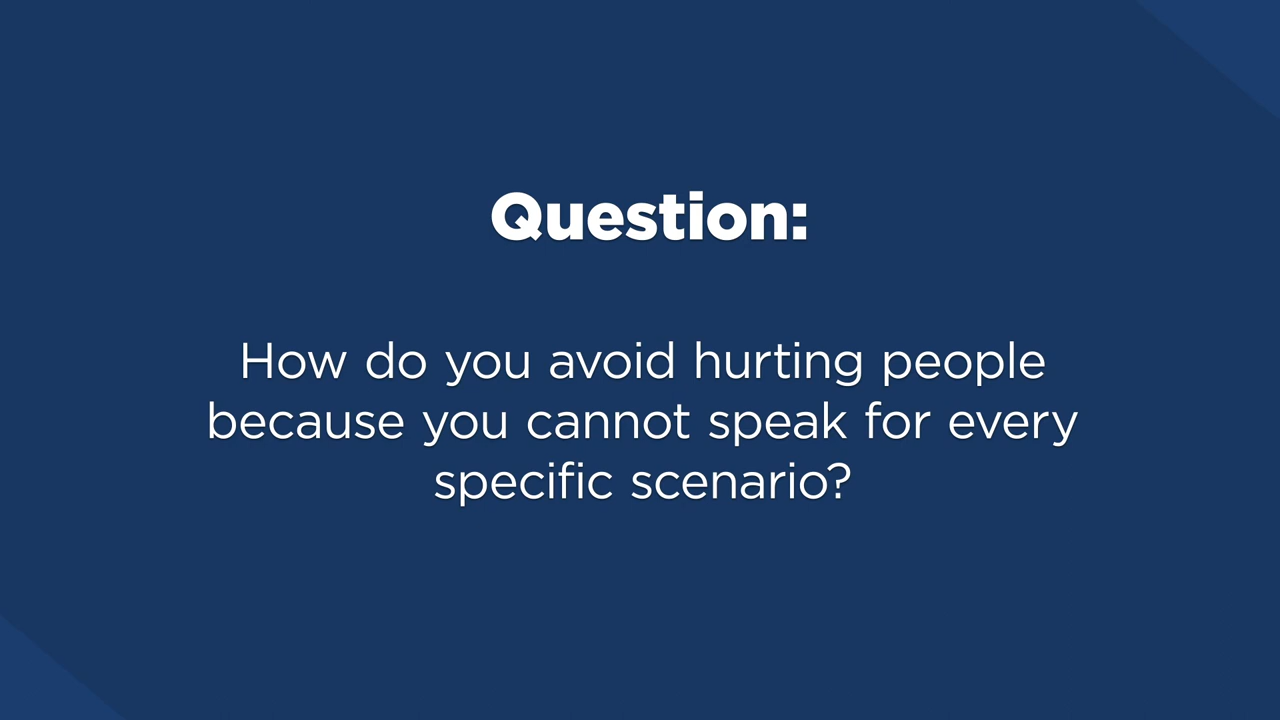 Question:
How do you avoid hurting people
because you cannot speak for every
specific scenario?